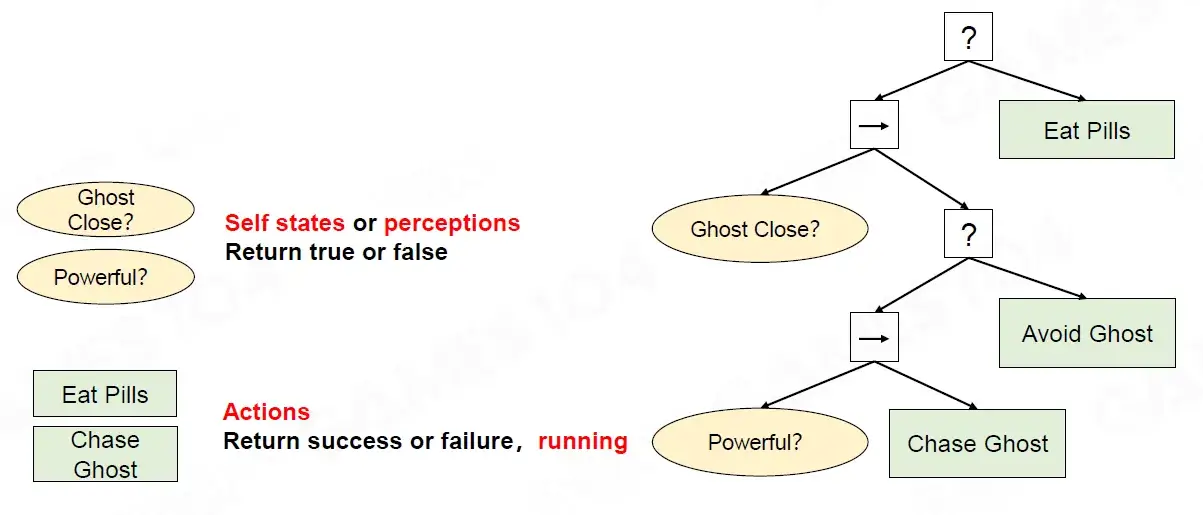 Ghost
Close?
Powerful?
Self states or perceptions
Return true or false
Eat Pills
Chase
Ghost
Actions
Return success or failure，running
?
→
Eat Pills
Ghost Close?
?
→
Avoid Ghost
Powerful?
Chase Ghost
GAMES104